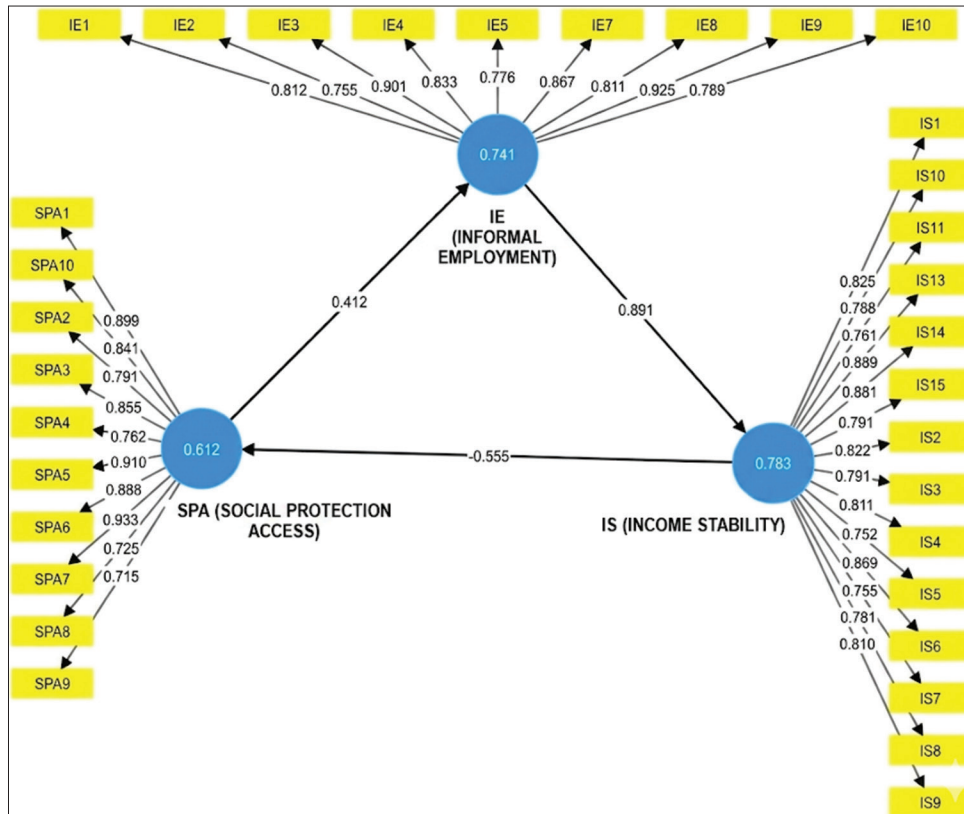 IE1 IE2 IE3 IE4 IE5 IE7 IE8 IE9 IE10
0.812 0.755 0.901 0.833 0.776 0.867 0.811 0.925 0.789
0.741
IE
(INFORMAL
EMPLOYMENT)
0.412
0.891
-0.555
SPA1
SPA10
SPA2
SPA3
SPA4
SPA5
SPA6
SPA7
SPA8
SPA9
0.899
0.841
0.791
0.855
0.762
0.910
0.888
0.933
0.725
0.715
0.612
SPA (SOCIAL PROTECTION
ACCESS)
0.783
IS (INCOME STABILITY)
0.825
0.788
0.761
0.889
0.881
0.791
0.822
0.791
0.811
0.752
0.869
0.755
0.781
0.810
IS1
IS10
IS11
IS13
IS14
IS15
IS2
IS3
IS4
IS5
IS6
IS7
IS8
IS9